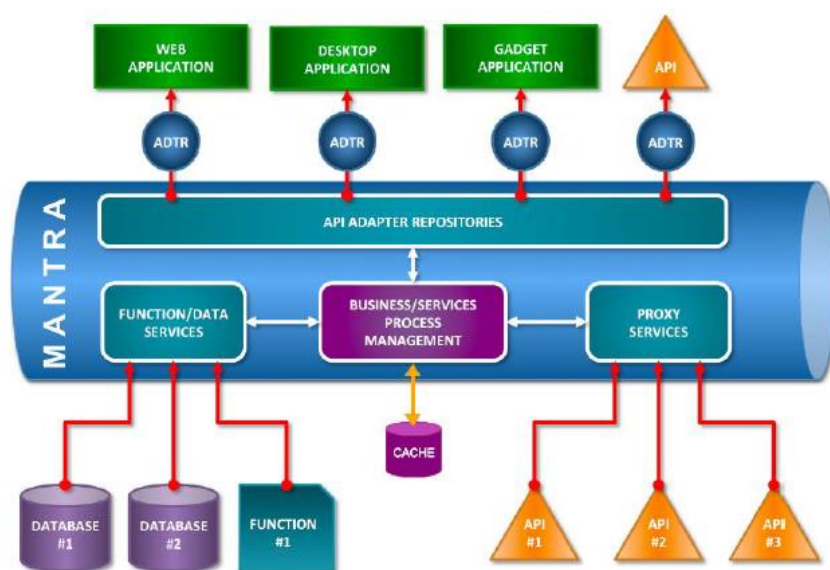 WEB
APPLICATION
DESKTOP
APPLICATION
GADGET
APPLICATION
API
ADTR
ADTR
ADTR
ADTR
MANTRA
API ADAPTER REPOSITORIES
FUNCTION/DATA
SERVICES
BUSINESS/SERVICES
PROCESS
MANAGEMENT
PROXY
SERVICES
CACHE
DATABASE
#1
DATABASE
#2
FUNCTION
#1
API
#1
API
#2
API
#3